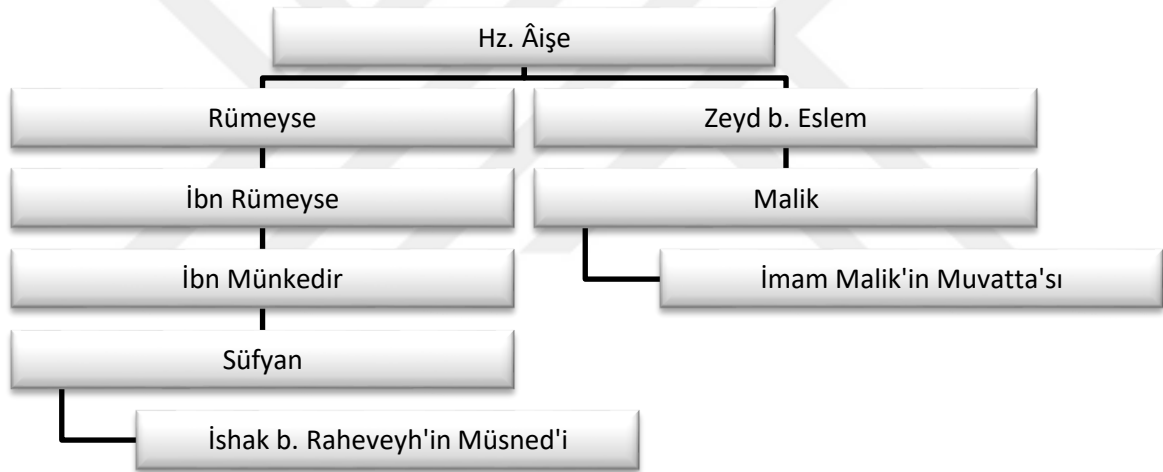 Hz. Âişe
Rümeyse
Zeyd b. Eslem
İbn Rümeyse
Malik
İbn Münkedir
İmam Malik'in Muvatta'sı
Süfyan
İshak b. Raheveyh'in Müsned'i